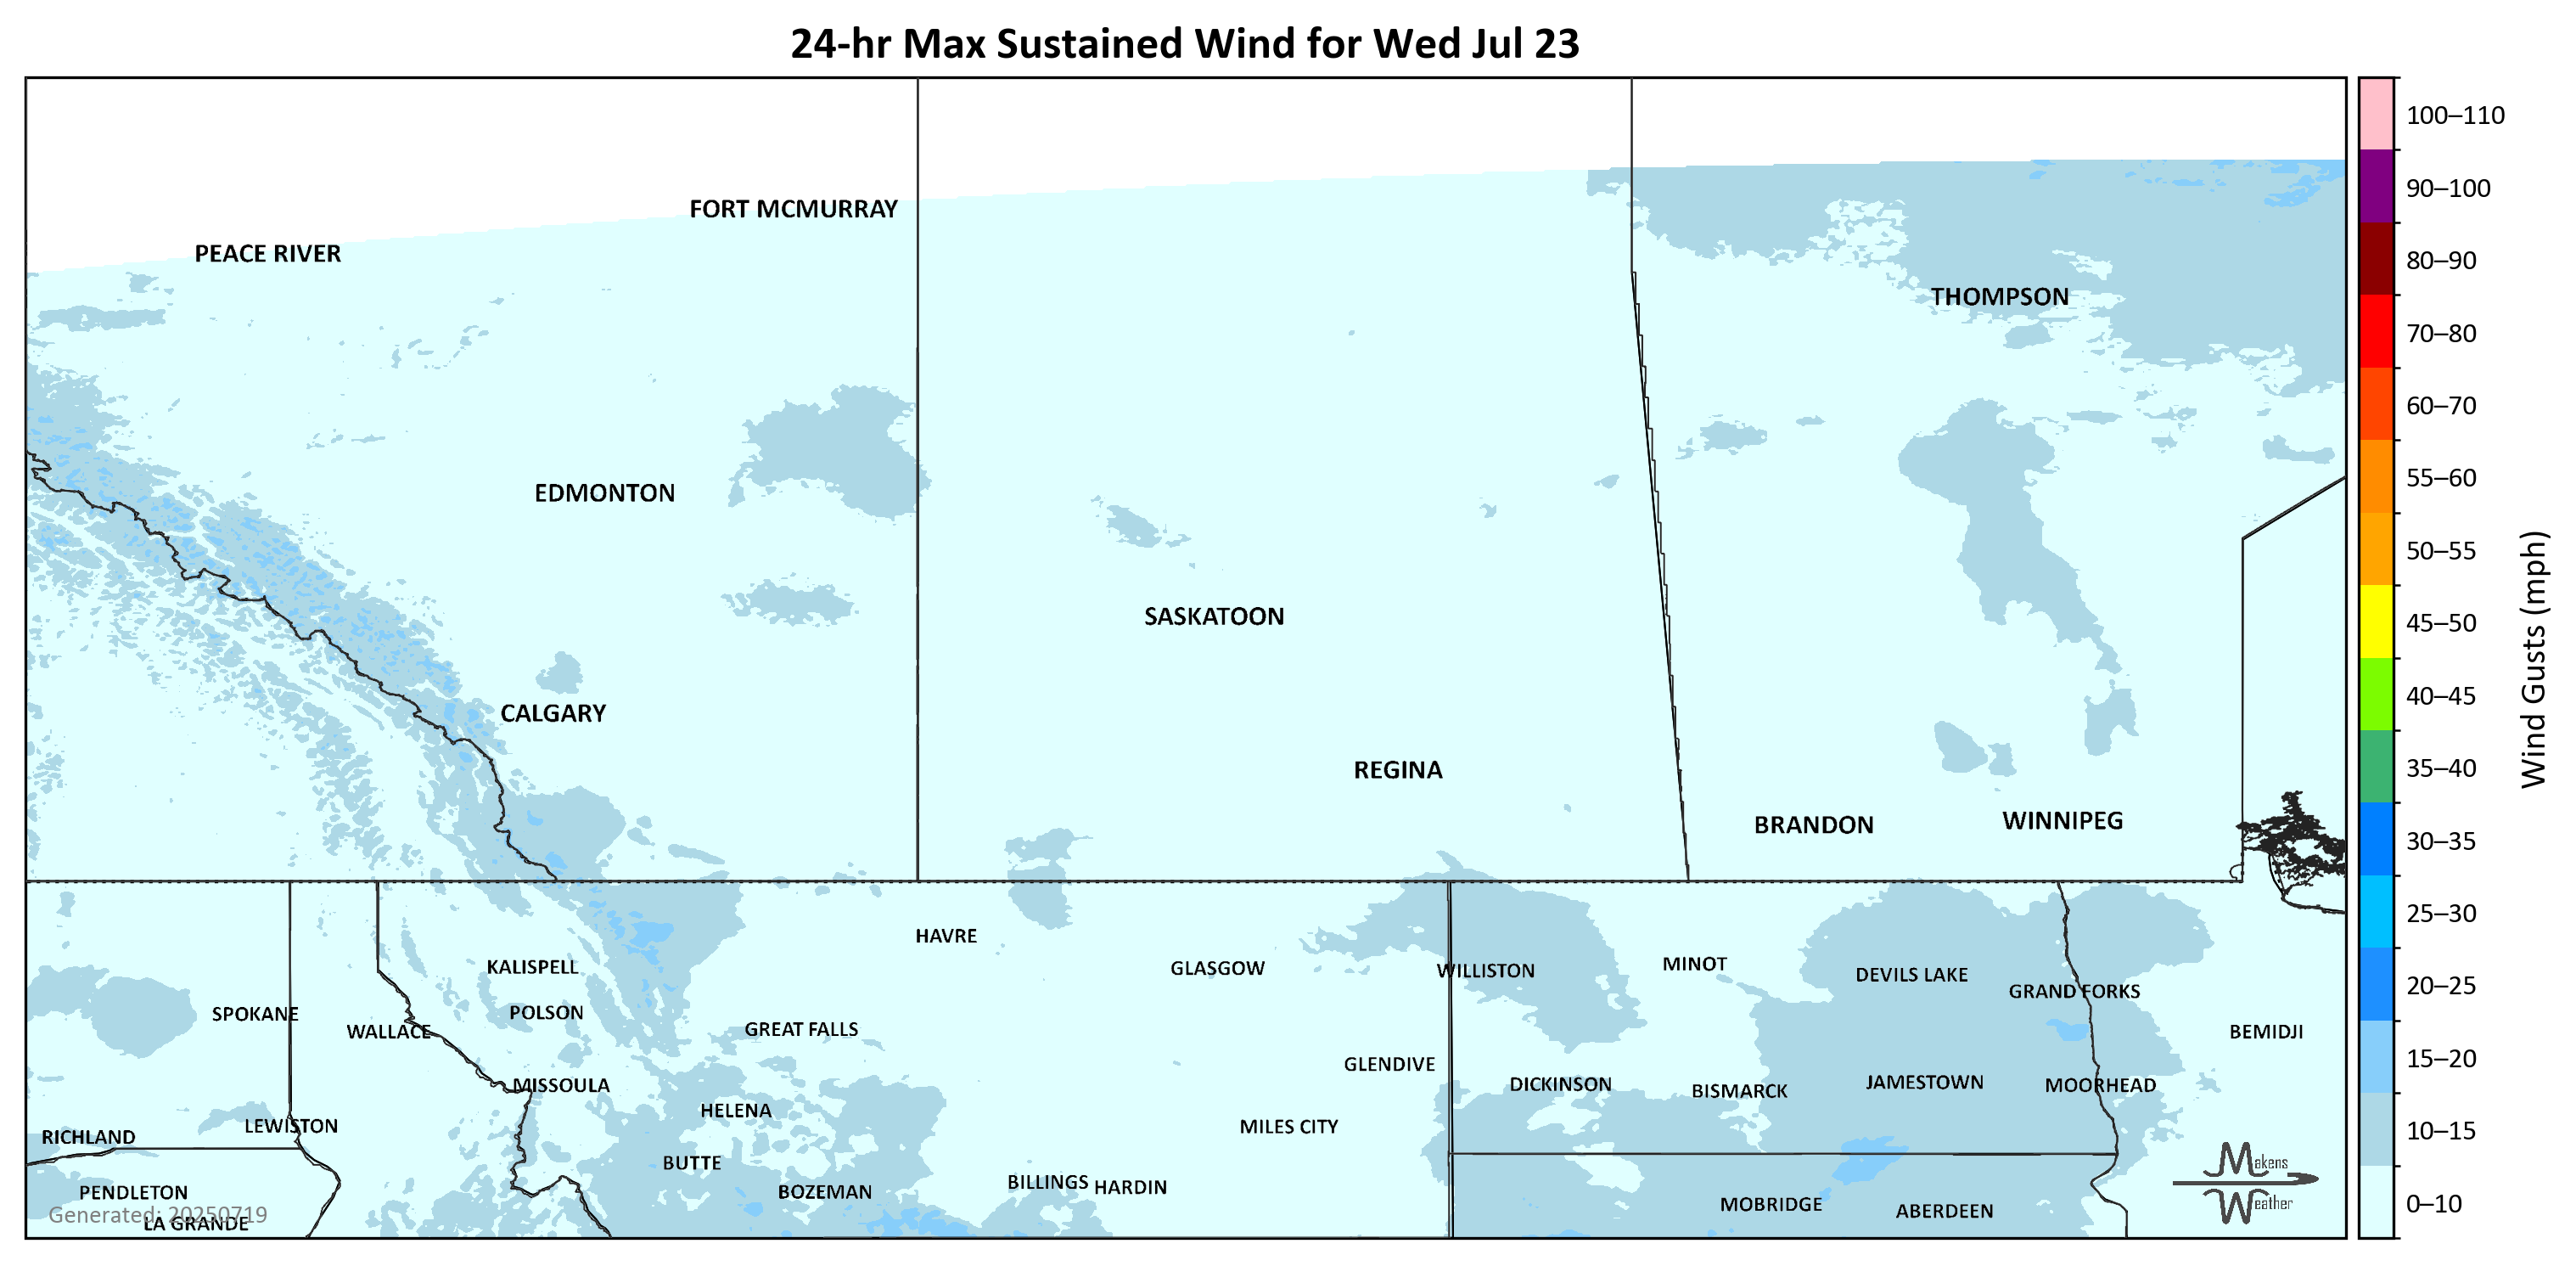 24-hr Max Sustained Wind for Wed Jul 23
100–110
90–100
80–90
70–80
60–70
55–60
50–55
45–50
40–45
35–40
30–35
25–30
20–25
15–20
10–15
0–10
Wind Gusts (mph)
FORT MCMURRAY
PEACE RIVER
THOMPSON
EDMONTON
SASKATOON
CALGARY
REGINA
BRANDON
WINNIPEG
HAVRE
KALISPELL
GLASGOW
WILLISTON
MINOT
DEVILS LAKE
GRAND FORKS
SPOKANE
POLSON
WALLACE
GREAT FALLS
BEMIDJI
GLENDIVE
MISSOULA
DICKINSON
BISMARCK
JAMESTOWN
MOORHEAD
HELENA
LEWISTON
MILES CITY
RICHLAND
BUTTE
BILLINGS
HARDIN
PENDLETON
BOZEMAN
MOBRIDGE
ABERDEEN
Generated: 20250719
LA GRANDE
Makens
Weather